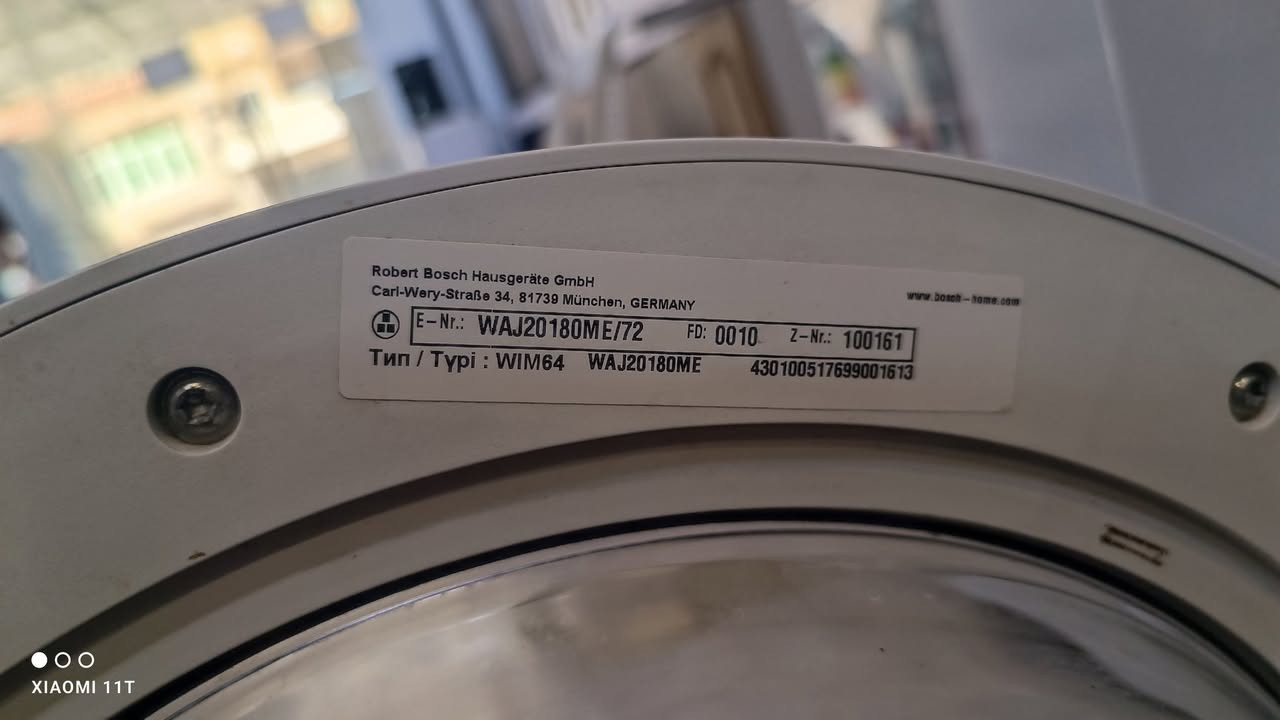 Robert Bosch Hausgeräte GmbH
Carl-Wery-Straße 34, 81739 München, GERMANY
www.bosch-home.com
E-Nr.: WAJ20180ME/72 FD: 0010 Z-Nr.: 100161
Тип / Typi : WIM64 WAJ20180ME 430100517699001613
XIAOMI 11T